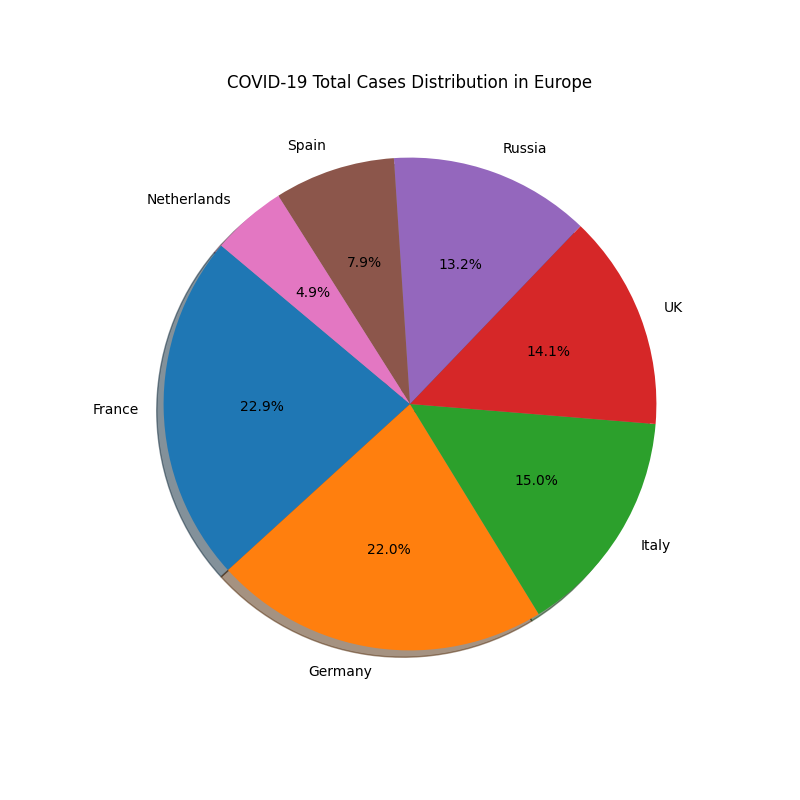 COVID-19 Total Cases Distribution in Europe
Spain
Russia
Netherlands
7.9%
13.2%
4.9%
UK
14.1%
France
22.9%
15.0%
22.0%
Italy
Germany